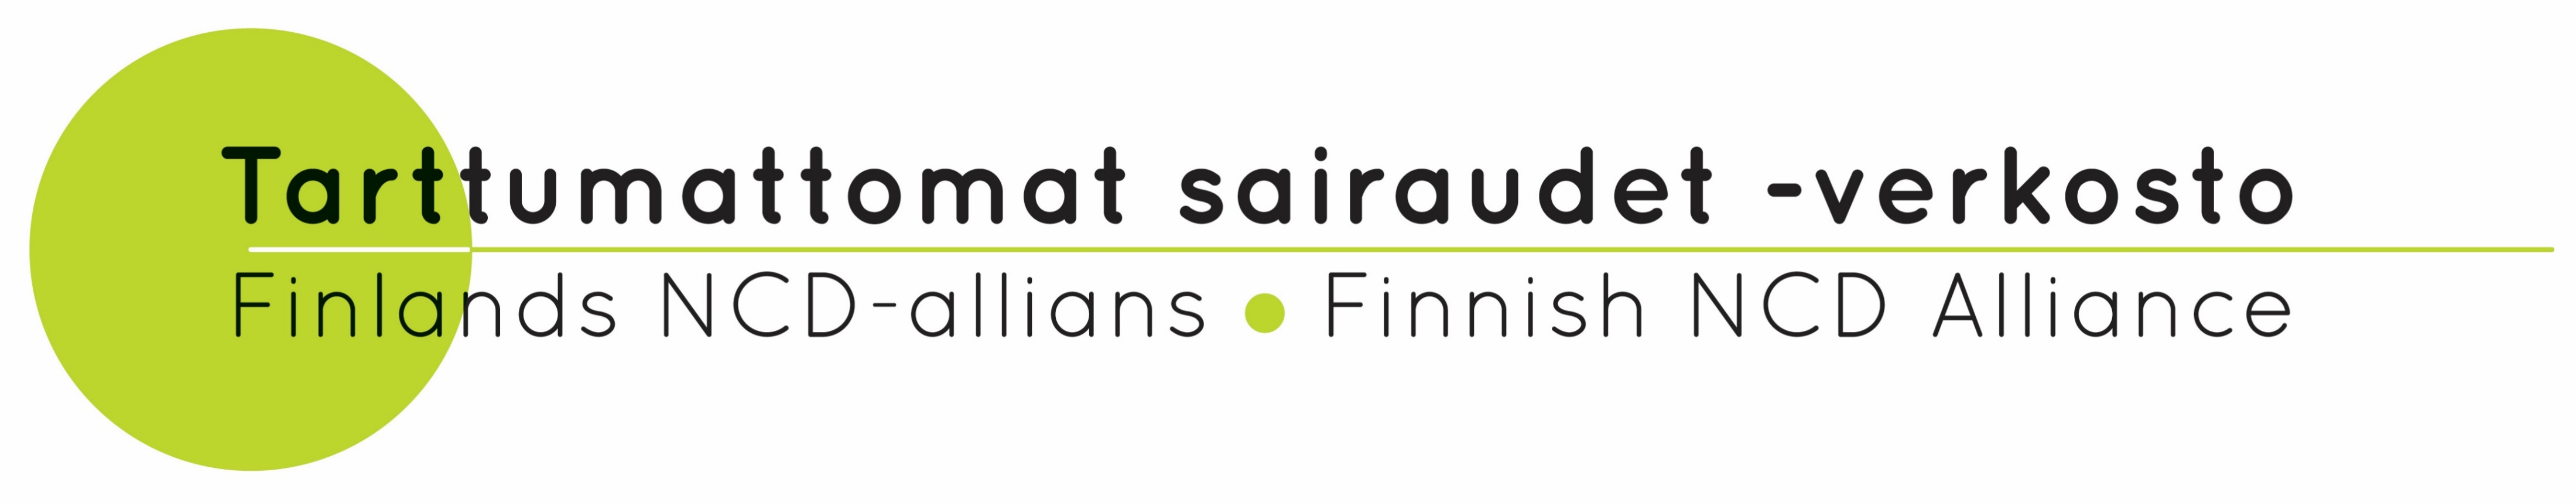 Tarttumattomat sairaudet -verkosto
Finlands NCD-allians ● Finnish NCD Alliance